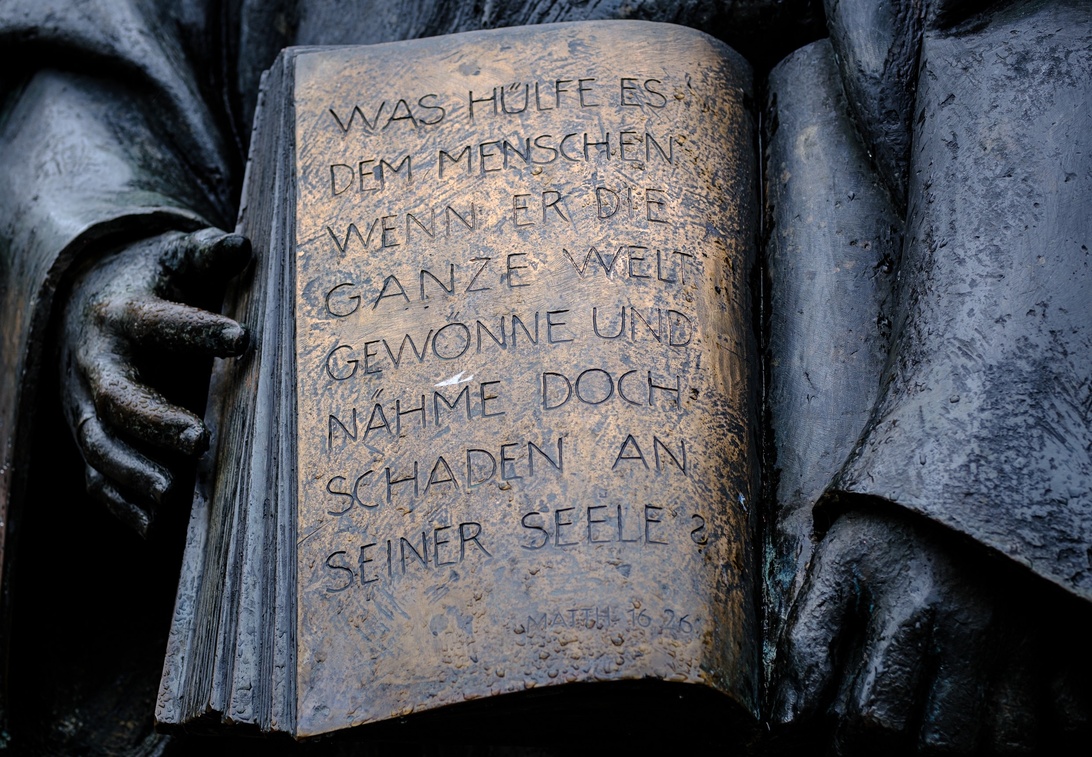 WAS HÜLFE ES
DEM MENSCHEN
WENN ER DIE
GANZE WELT
GEWÖNNE UND
NÄHME DOCH
SCHADEN AN
SEINER SEELE?
MATTH 16,26